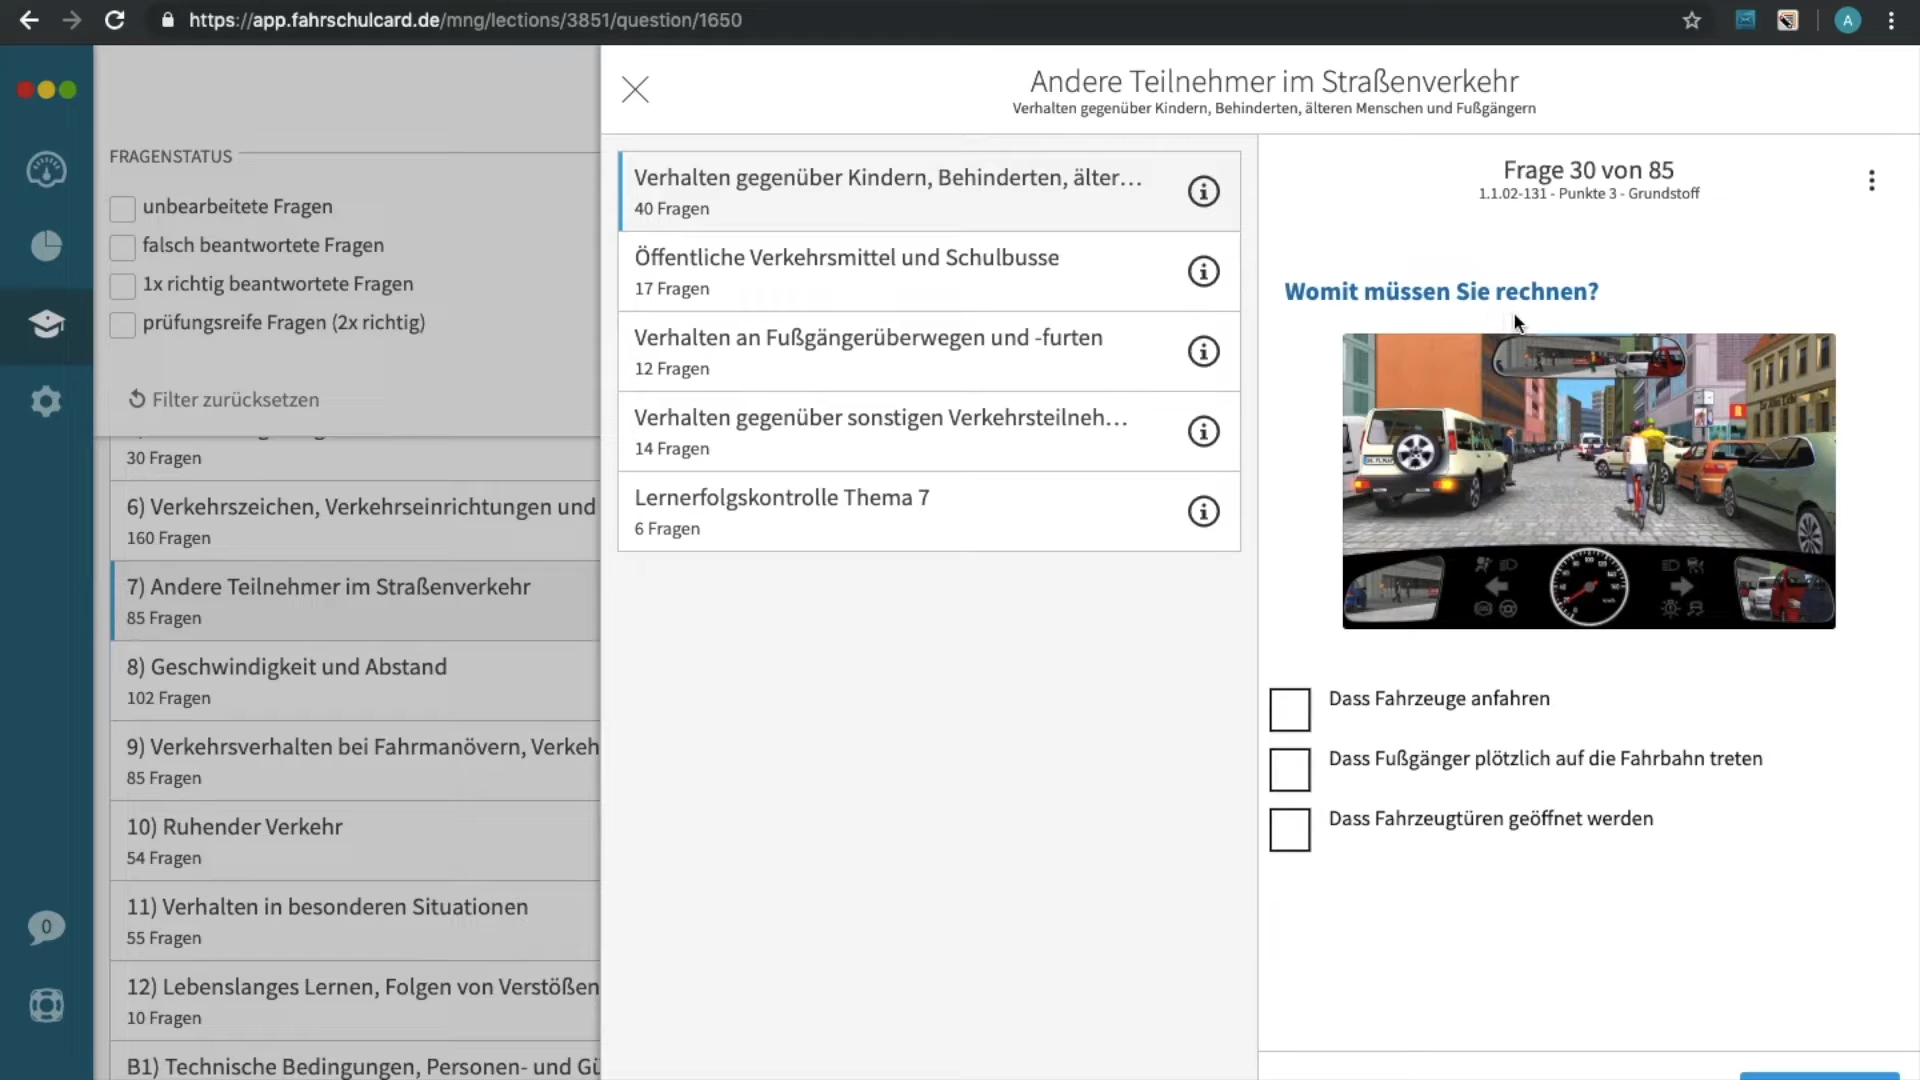 https://app.fahrschulcard.de/mng/lections/3851/question/1650
A
FRAGENSTATUS
unbearbeitete Fragen
falsch beantwortete Fragen
1x richtig beantwortete Fragen
prüfungsreife Fragen (2x richtig)
Filter zurücksetzen
30 Fragen
6) Verkehrszeichen, Verkehrseinrichtungen und
160 Fragen
7) Andere Teilnehmer im Straßenverkehr
85 Fragen
8) Geschwindigkeit und Abstand
102 Fragen
9) Verkehrsverhalten bei Fahrmanövern, Verkeh
85 Fragen
10) Ruhender Verkehr
54 Fragen
11) Verhalten in besonderen Situationen
55 Fragen
12) Lebenslanges Lernen, Folgen von Verstößen
10 Fragen
B1) Technische Bedingungen, Personen- und Gü
0
Andere Teilnehmer im Straßenverkehr
Verhalten gegenüber Kindern, Behinderten, älteren Menschen und Fußgängern
Verhalten gegenüber Kindern, Behinderten, älter...
40 Fragen
Öffentliche Verkehrsmittel und Schulbusse
17 Fragen
Verhalten an Fußgängerüberwegen und -furten
12 Fragen
Verhalten gegenüber sonstigen Verkehrsteilneh...
14 Fragen
Lernerfolgskontrolle Thema 7
6 Fragen
Frage 30 von 85
1.1.02-131 - Punkte 3 - Grundstoff
Womit müssen Sie rechnen?
Dass Fahrzeuge anfahren
Dass Fußgänger plötzlich auf die Fahrbahn treten
Dass Fahrzeugtüren geöffnet werden